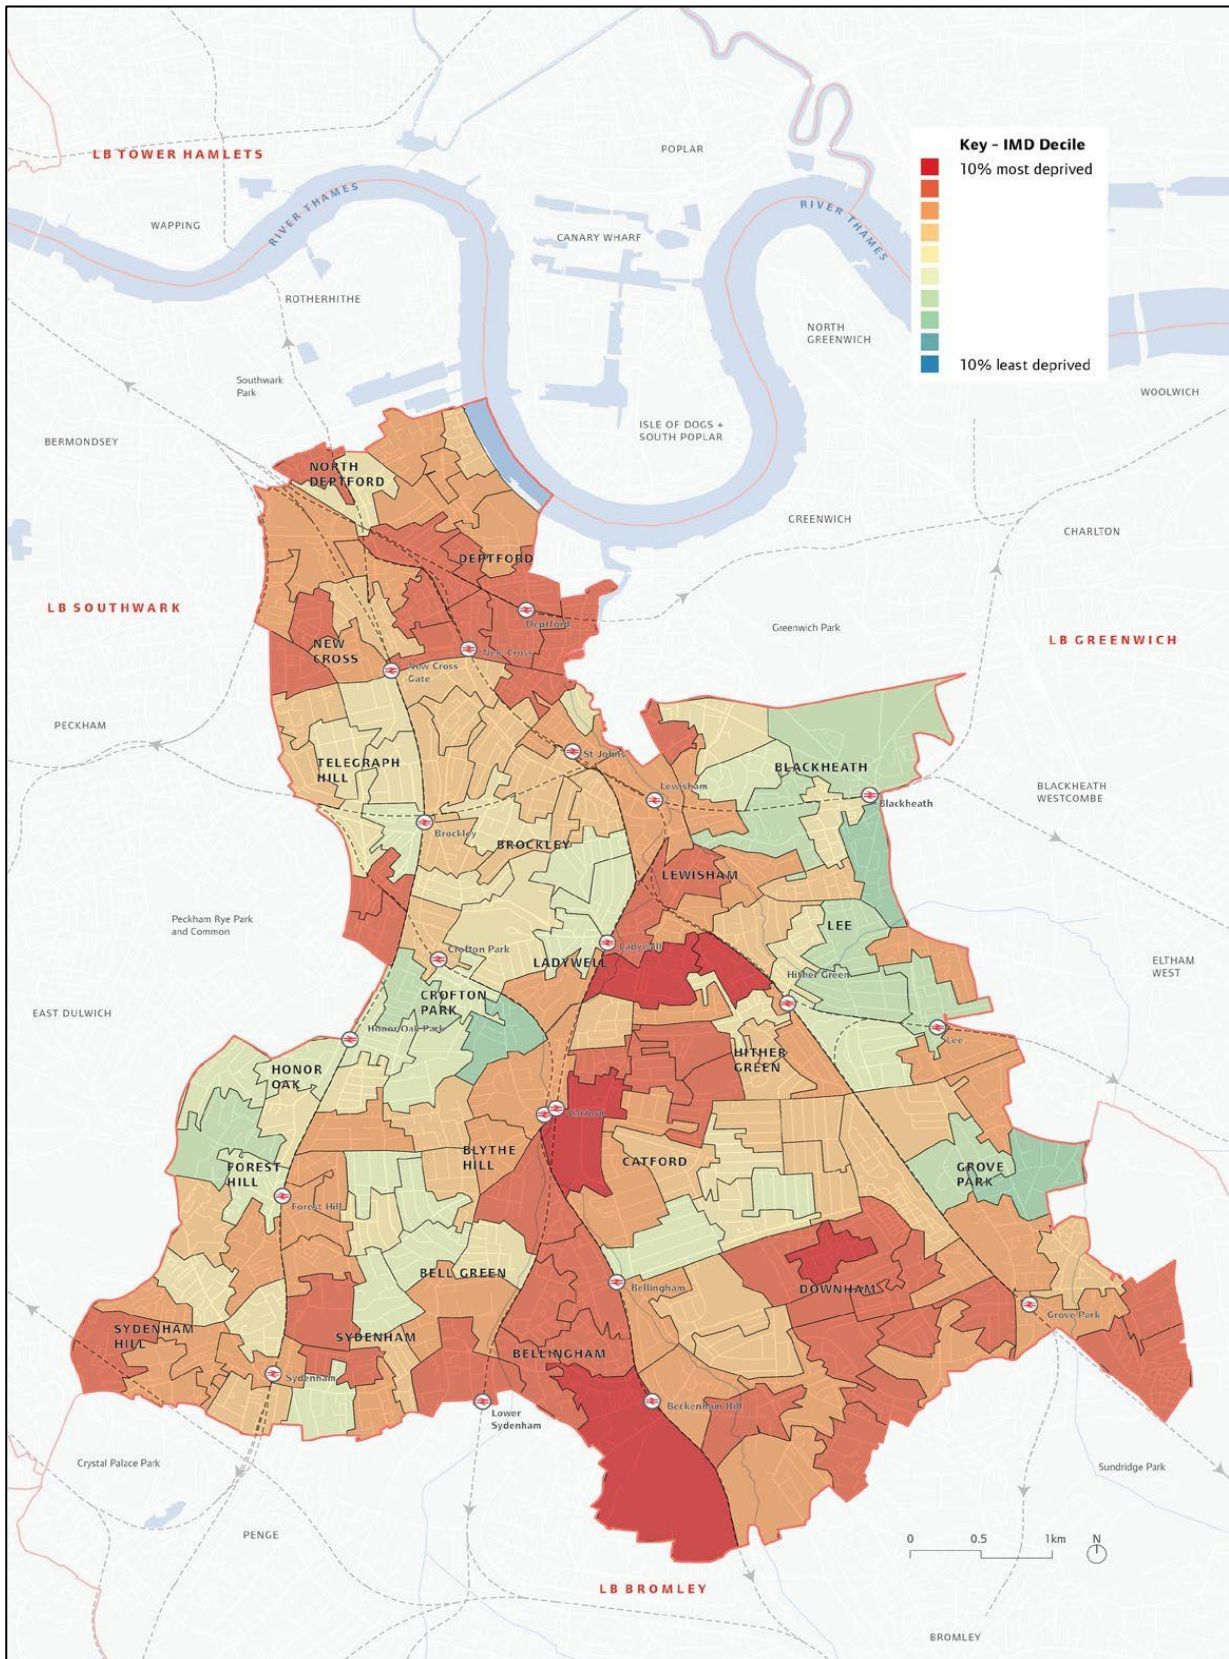 LB TOWER HAMLETS
POPLAR
Key – IMD Decile
10% most deprived
WAPPING
RIVER THAMES
RIVER THAMES
CANARY WHARF
ROTHERHITHE
NORTH
GREENWICH
10% least deprived
Southwark
Park
WOOLWICH
BERMONDSEY
ISLE OF DOGS +
SOUTH POPLAR
NORTH
DEPTFORD
GREENWICH
CHARLTON
DEPTFORD
LB SOUTHWARK
Deptford
Greenwich Park
LB GREENWICH
NEW
CROSS
New Cross
New Cross
Gate
PECKHAM
St Johns
TELEGRAPH
HILL
BLACKHEATH
Lewisham
Blackheath
BLACKHEATH
WESTCOMBE
Brockley
BROCKLEY
LEWISHAM
Peckham Rye Park
and Common
LEE
Crofton Park
Ladywell
LADYWELL
ELTHAM
WEST
Hither Green
CROFTON
PARK
EAST DULWICH
Honor Oak Park
Lee
HITHER
GREEN
HONOR
OAK
Catford
BLYTHE
HILL
CATFORD
FOREST
HILL
GROVE
PARK
Forest Hill
BELL GREEN
Bellingham
DOWNHAM
Grove Park
SYDENHAM
HILL
SYDENHAM
BELLINGHAM
Sydenham
Beckenham Hill
Lower
Sydenham
Crystal Palace Park
Sundridge Park
PENGE
0 0.5 1km N
LB BROMLEY
BROMLEY